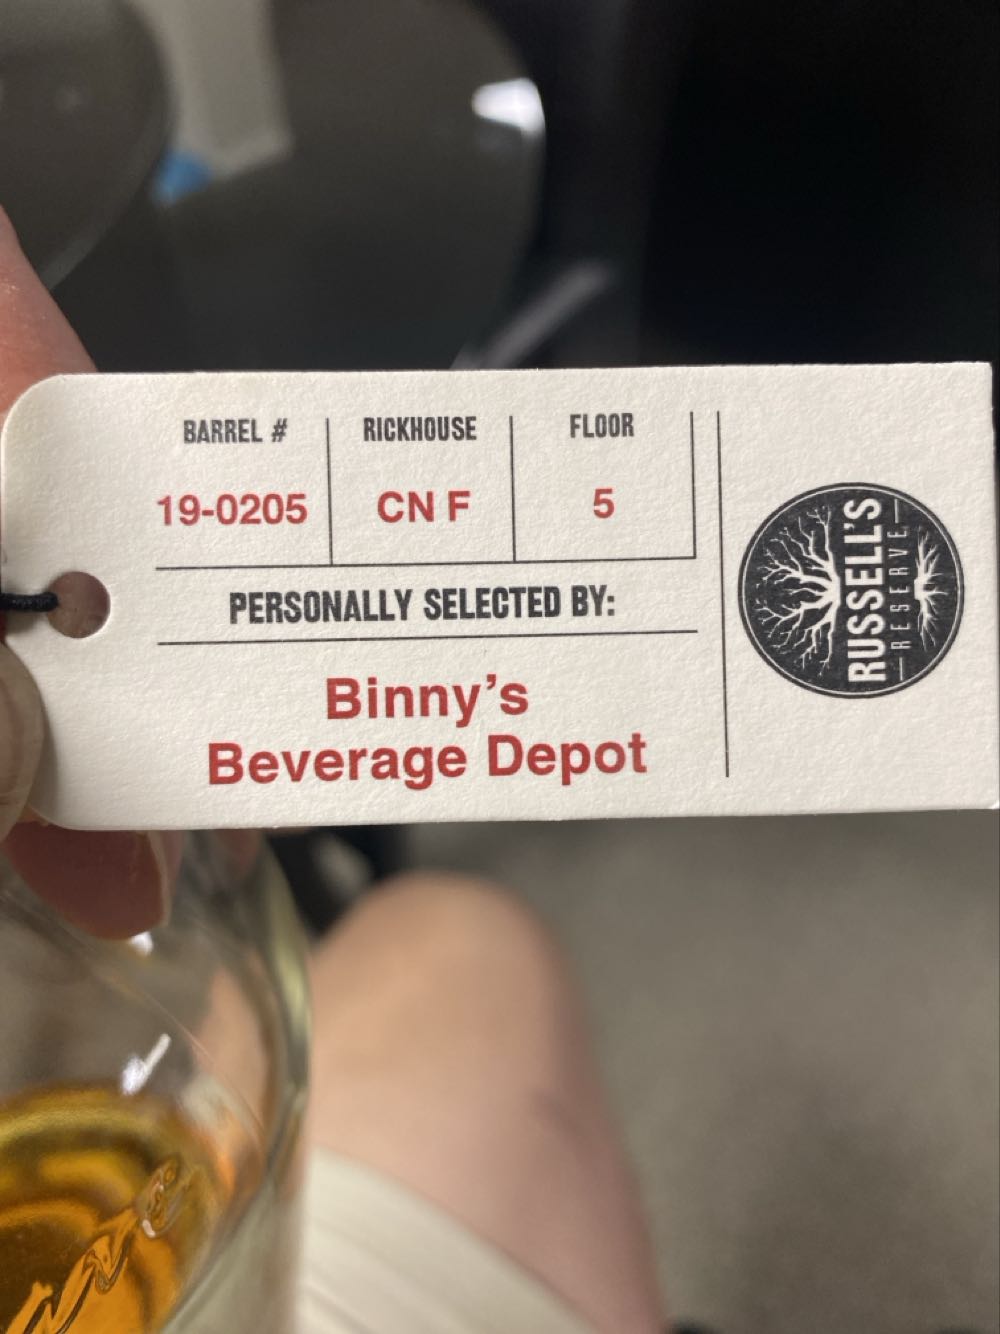 BARREL # RICKHOUSE FLOOR
19-0205 CN F 5
PERSONALLY SELECTED BY:
Binny's
Beverage Depot
RUSSELL'S
RESERVE